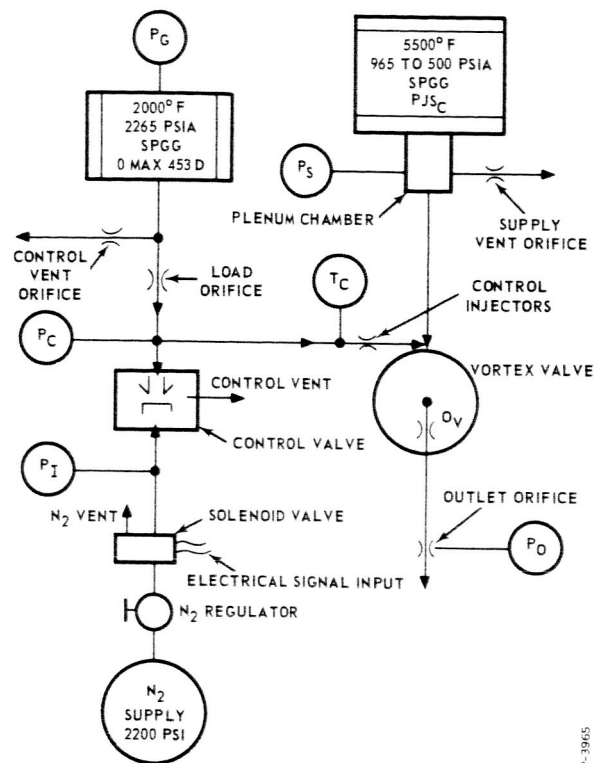 P_G
2000° F
2265 PSIA
SPGG
0 MAX 453 D
5500° F
965 TO 500 PSIA
SPGG
PJS_C
P_S
PLENUM CHAMBER
SUPPLY
VENT ORIFICE
CONTROL
VENT
ORIFICE
LOAD
ORIFICE
T_C
CONTROL
INJECTORS
P_C
VORTEX VALVE
CONTROL VENT
O_V
CONTROL VALVE
P_I
N_2 VENT
SOLENOID VALVE
OUTLET ORIFICE
P_O
ELECTRICAL SIGNAL INPUT
N_2 REGULATOR
N_2
SUPPLY
2200 PSI